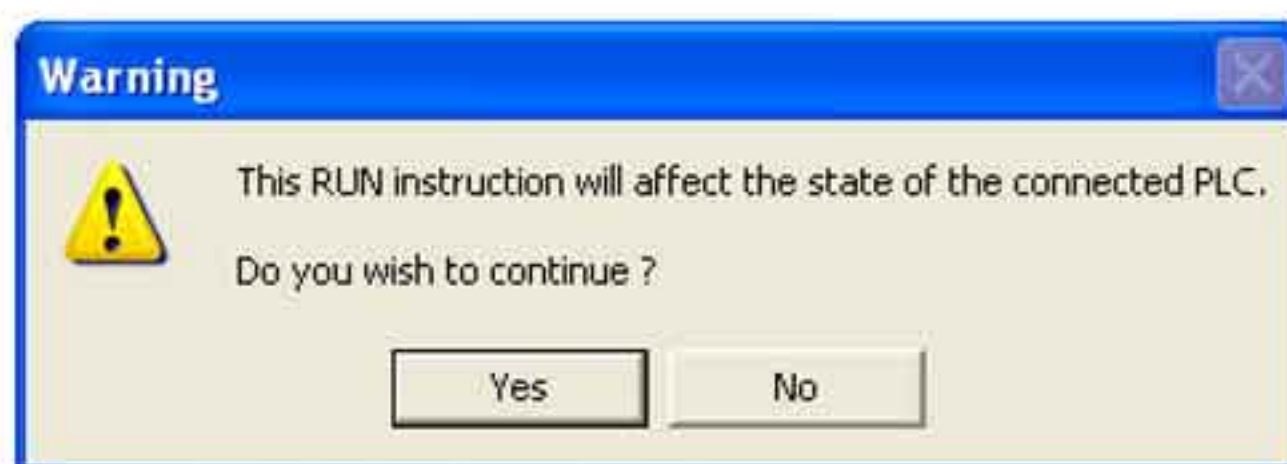 Warning
This RUN instruction will affect the state of the connected PLC.
Do you wish to continue ?
Yes
No